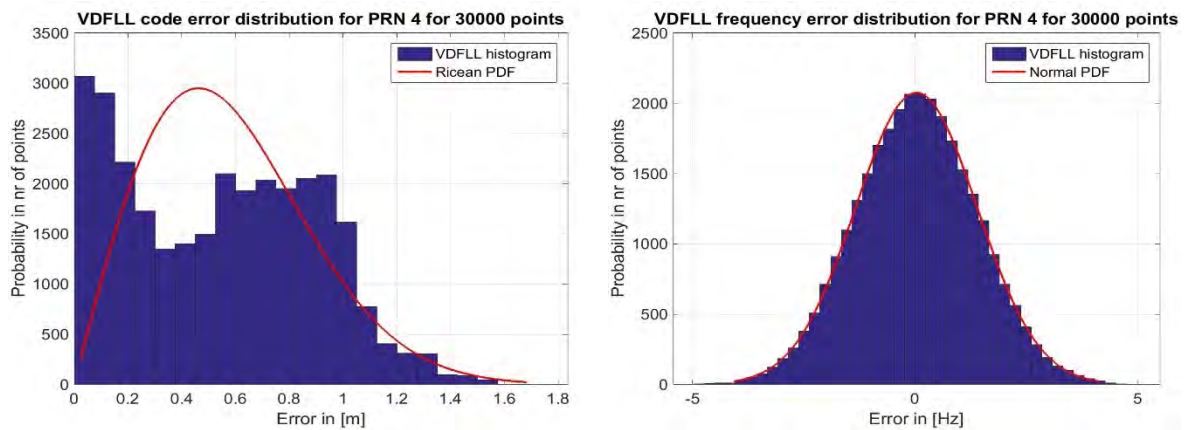 VDFLL code error distribution for PRN 4 for 30000 points
3500
3000
2500
2000
1500
1000
500
0
Probability in nr of points
VDFLL histogram
Ricean PDF
0 0.2 0.4 0.6 0.8 1 1.2 1.4 1.6 1.8
Error in [m]
VDFLL frequency error distribution for PRN 4 for 30000 points
2500
2000
1500
1000
500
0
Probability in nr of points
VDFLL histogram
Normal PDF
-5 0 5
Error in [Hz]